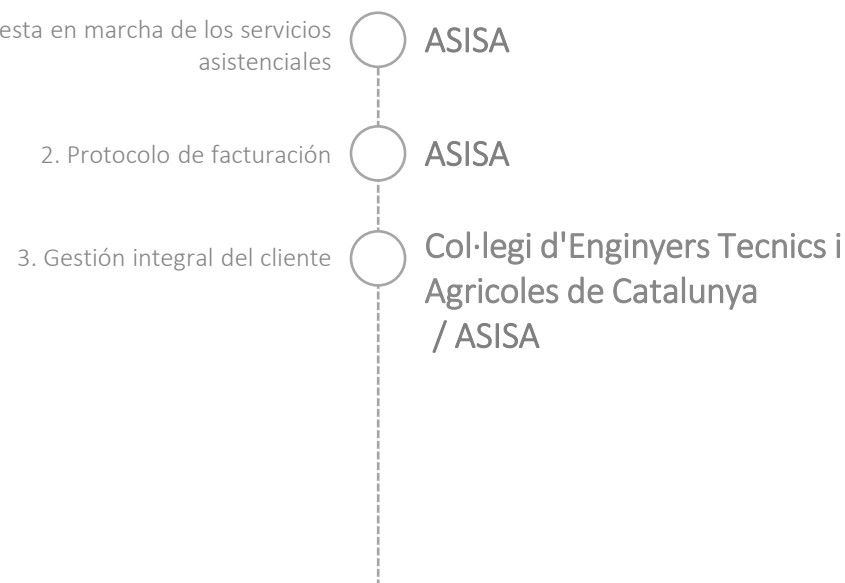 en marcha de los servicios
asistenciales
ASISA
2. Protocolo de facturación
ASISA
3. Gestión integral del cliente
Col·legi d'Enginyers Tecnics i
Agricoles de Catalunya
/ ASISA